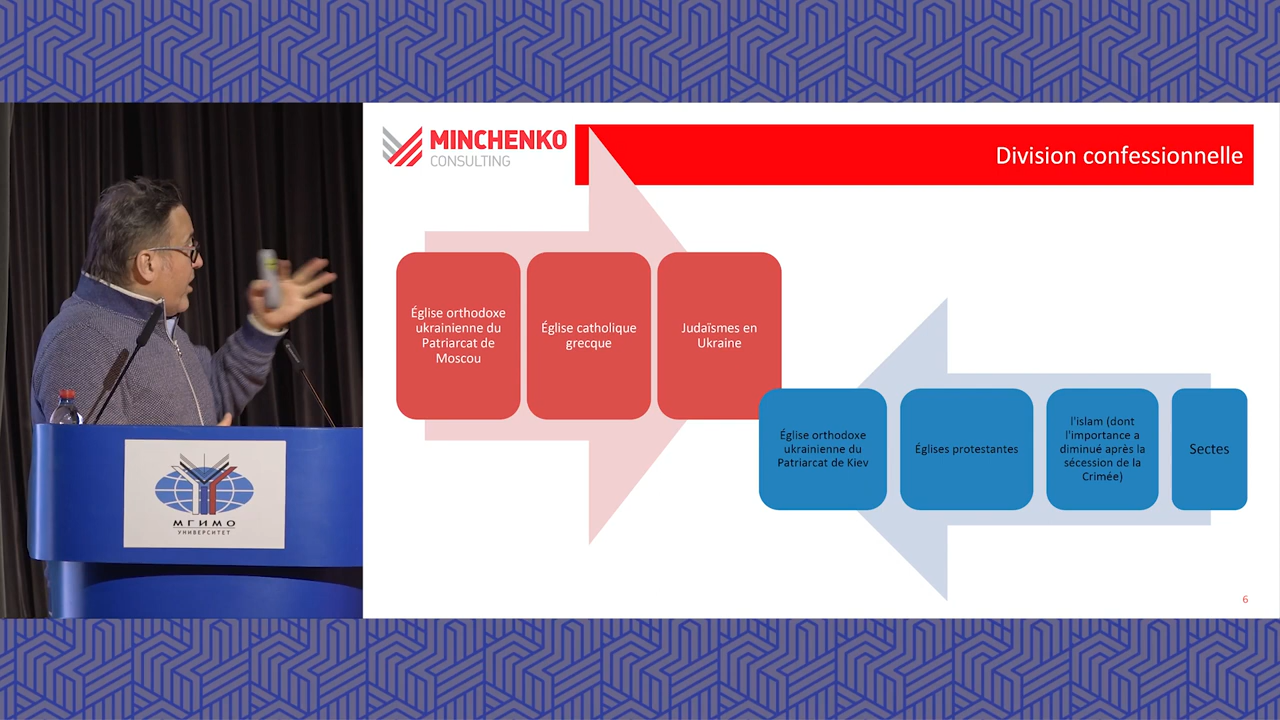 MINCHENKO
CONSULTING
Division confessionnelle
Église orthodoxe
ukrainienne du
Patriarcat de
Moscou
Église catholique
grecque
Judaïsmes en
Ukraine
Église orthodoxe
ukrainienne du
Patriarcat de Kiev
Églises protestantes
l'islam (dont
l'importance a
diminué après la
sécession de la
Crimée)
Sectes
МГИМО
УНИВЕРСИТЕТ
6